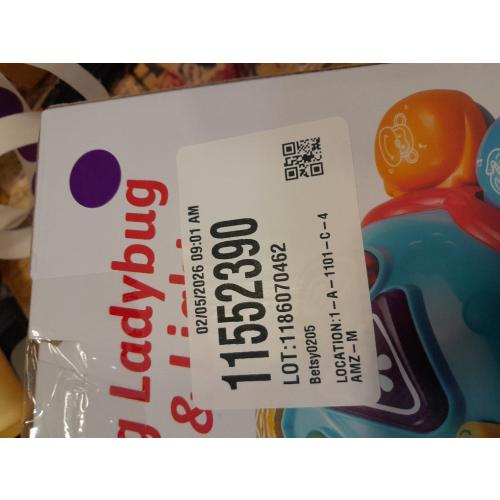 Ladybug
&
02/05/2026 09:01 AM
11552390
LOT:1186070462
Betsy0205
LOCATION:1-A-1101-C-4
AMZ-M